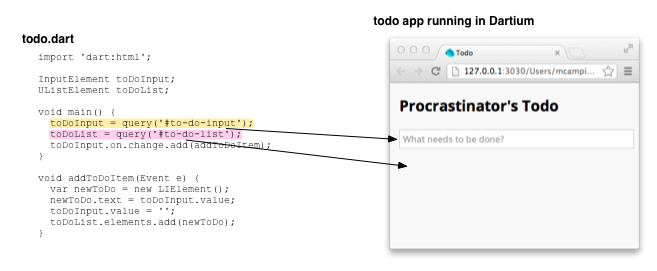 todo app running in Dartium
todo.dart
import 'dart:html';
InputElement toDoInput;
UListElement toDoList;
void main() {
toDoInput = query('#to-do-input');
toDoList = query('#to-do-list');
toDoInput.on.change.add(addToDoItem);
}
void addToDoItem(Event e) {
var newToDo = new LIElement();
newToDo.text = toDoInput.value;
toDoInput.value = '';
toDoList.elements.add(newToDo);
}
Todo
127.0.0.1:3030/Users/mcampi...
Procrastinator's Todo
What needs to be done?